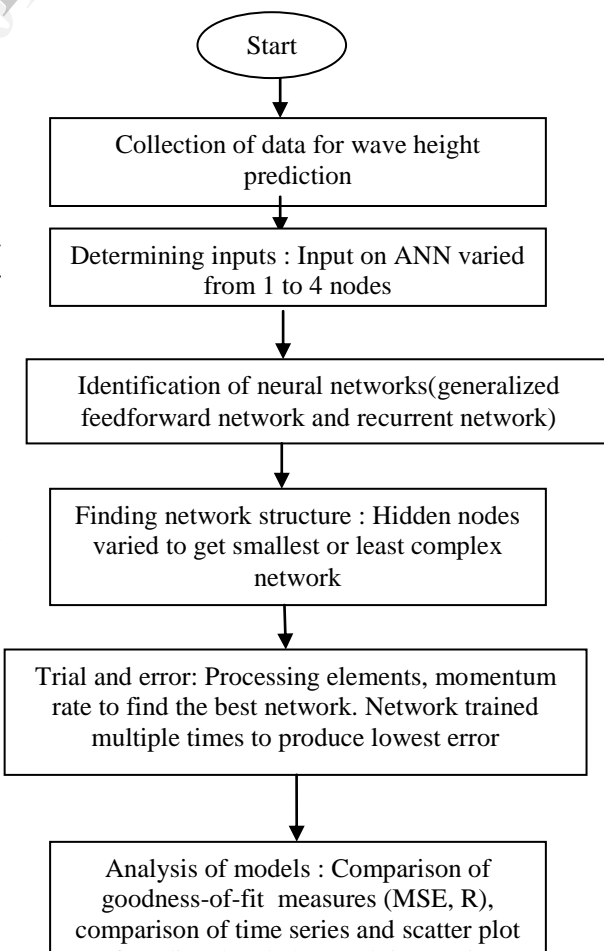 Start
Collection of data for wave height
prediction
Determining inputs : Input on ANN varied
from 1 to 4 nodes
Identification of neural networks(generalized
feedforward network and recurrent network)
Finding network structure : Hidden nodes
varied to get smallest or least complex
network
Trial and error: Processing elements, momentum
rate to find the best network. Network trained
multiple times to produce lowest error
Analysis of models : Comparison of
goodness-of-fit measures (MSE, R),
comparison of time series and scatter plot